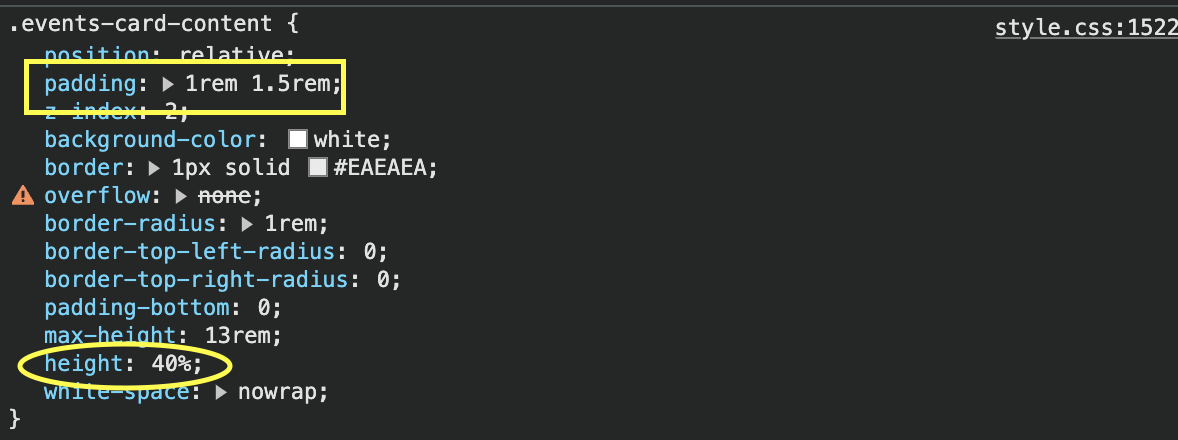 .events-card-content {
style.css:1522
position: relative;
padding: ▶ 1rem 1.5rem;
z-index: 2;
background-color: white;
border: ▶ 1px solid #EAEAEA;
overflow: ▶ none;
border-radius: ▶ 1rem;
border-top-left-radius: 0;
border-top-right-radius: 0;
padding-bottom: 0;
max-height: 13rem;
height: 40%;
white-space: ▶ nowrap;
}